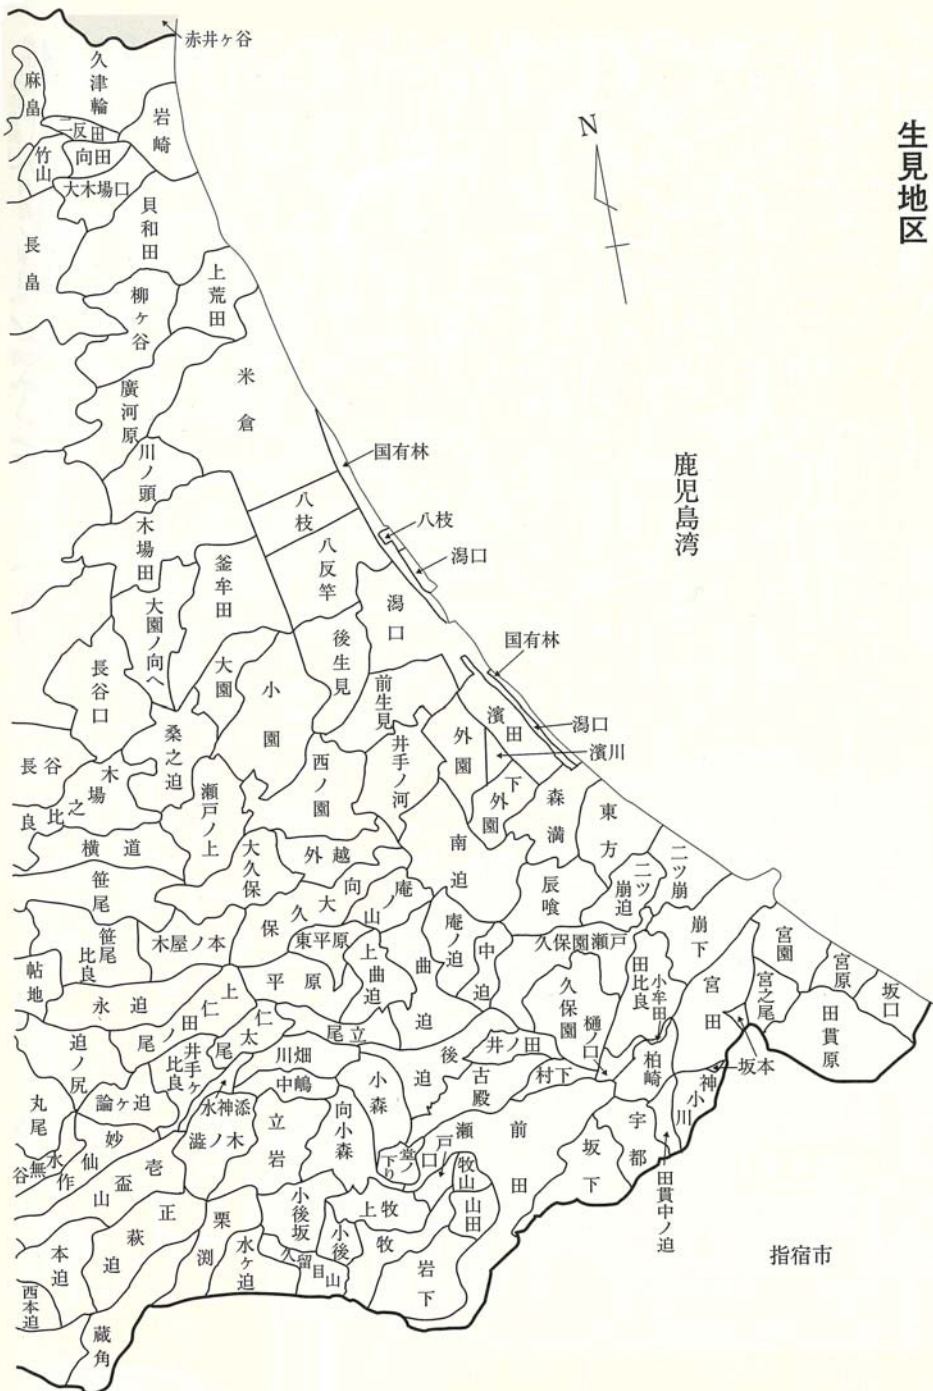 生見地区
赤井ヶ谷
久津輪
麻畠
岩崎
二反田
向田
竹山
大木場口
貝和田
長畠
上荒田
柳ヶ谷
米倉
廣河原
国有林
川ノ頭
八枝
八枝
鹿児島湾
木場田
八反竿
潟口
釜牟田
潟口
大園ノ向へ
後生見
国有林
大園
長谷口
小園
前生見
濱田
潟口
桑之迫
外園
濱川
井手ノ河
西ノ園
長谷
木場
瀬戸ノ上
下外園
森満
東方
良比之
横道
大久保
外越
南迫
二ツ崩
二ツ崩迫
辰喰
笹尾
向山
庵ノ
大久保
庵ノ迫
中迫
崩下
笹尾比良
木屋ノ本
東平原
上曲迫
曲迫
久保園瀬戸
宮園
帖地
田比良
小牟田
宮原
平原
久保園
宮田
宮之尾
坂口
永迫
上仁田尾
仁太尾
田貫原
尾立
樋ノ口
迫ノ尻
井手ヶ比良
川畑
後迫
井ノ田
柏崎
坂本
中嶋
小森
古殿
村下
神小川
論ヶ迫
丸尾
水神添
向小森
立岩
澁ノ木
妙仙山
瀬戸口
前田
宇都
堂ノ下り
坂下
無水谷作
壱盃
牧山
田貫中ノ迫
山田
小後坂
上牧
正萩迫
栗渕
小後牧
本迫
水ヶ迫
久留目山
岩下
指宿市
西本迫
蔵角
N